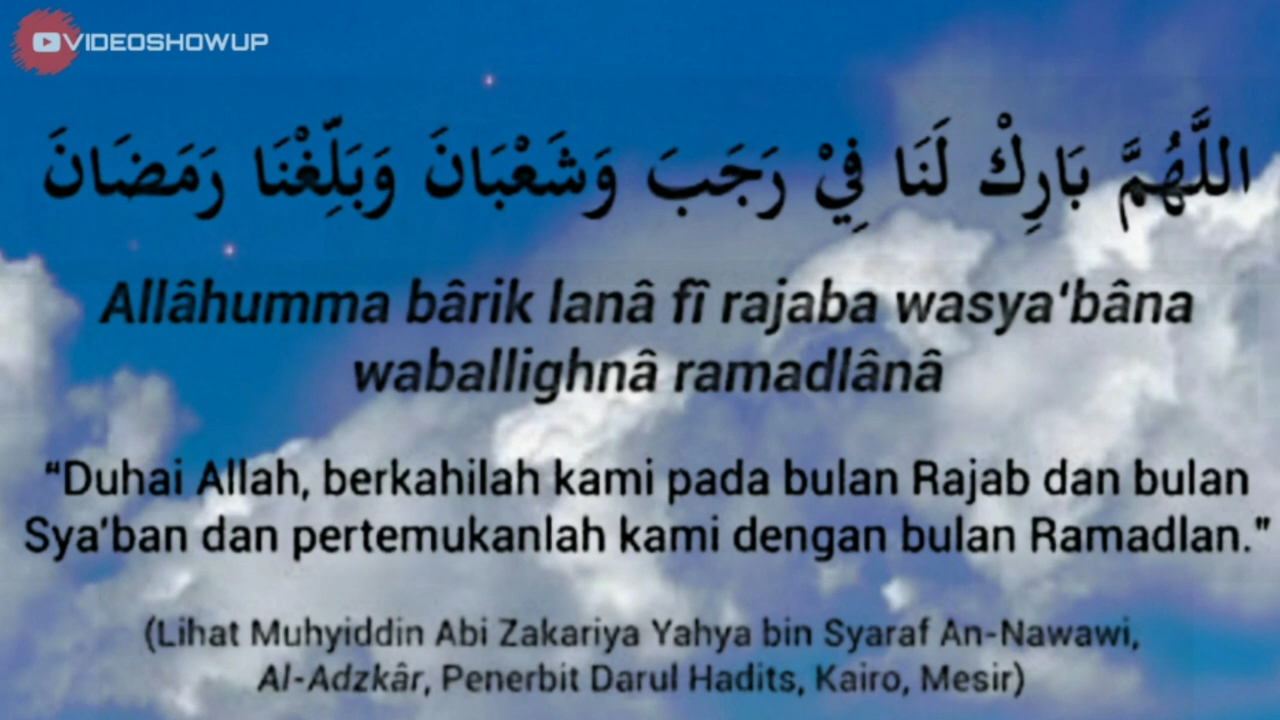 VIDEOSHOWUP
اللَّهُمَّ بَارِكْ لَنَا فِيْ رَجَبَ وَشَعْبَانَ وَبَلِّغْنَا رَمَضَانَ
Allâhumma bârik lanâ fî rajaba wasya‘bâna
waballighnâ ramadlânâ
“Duhai Allah, berkahilah kami pada bulan Rajab dan bulan
Sya’ban dan pertemukanlah kami dengan bulan Ramadlan."
(Lihat Muhyiddin Abi Zakariya Yahya bin Syaraf An-Nawawi,
Al-Adzkâr, Penerbit Darul Hadits, Kairo, Mesir)